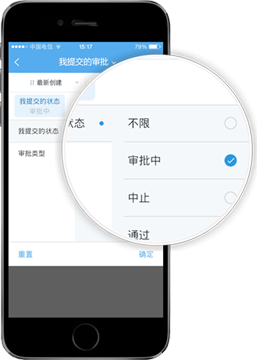 中国电信 15:17 79%
我提交的审批
最新创建
我提交的状态
审批中
我提交的状态
审批类型
状态
不限
审批中
中止
通过
重置 确定